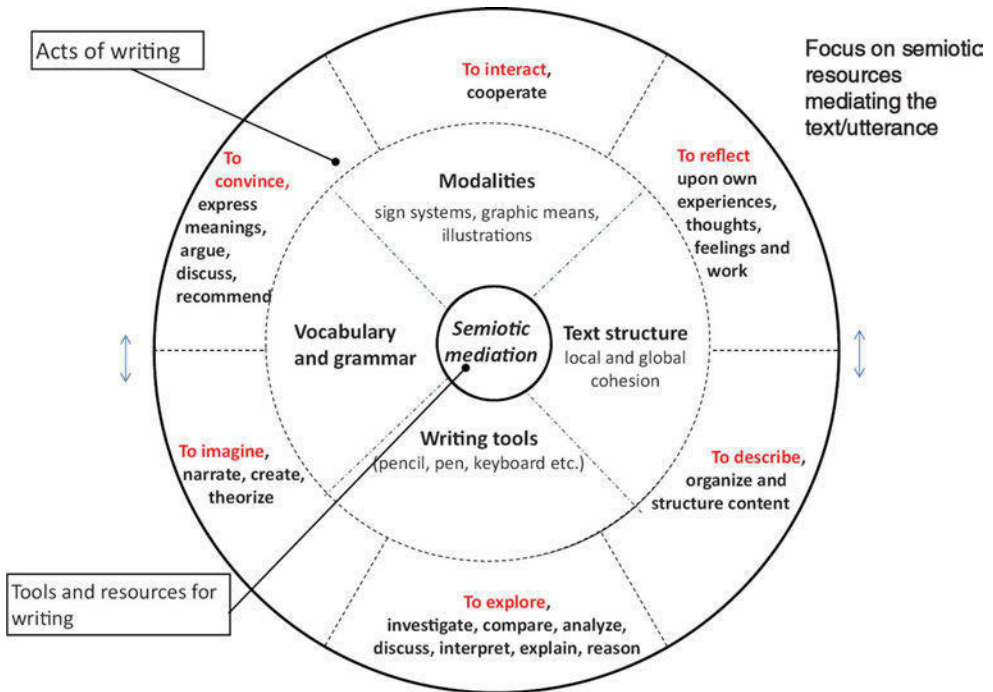 Acts of writing
Focus on semiotic
resources
mediating the
text/utterance
To interact,
cooperate
To
convince,
express
meanings,
argue,
discuss,
recommend
Modalities
sign systems, graphic means,
illustrations
To reflect
upon own
experiences,
thoughts,
feelings and
work
Vocabulary
and grammar
Semiotic
mediation
Text structure
local and global
cohesion
Writing tools
(pencil, pen, keyboard etc.)
To imagine,
narrate, create,
theorize
To describe,
organize and
structure content
Tools and resources for
writing
To explore,
investigate, compare, analyze,
discuss, interpret, explain, reason